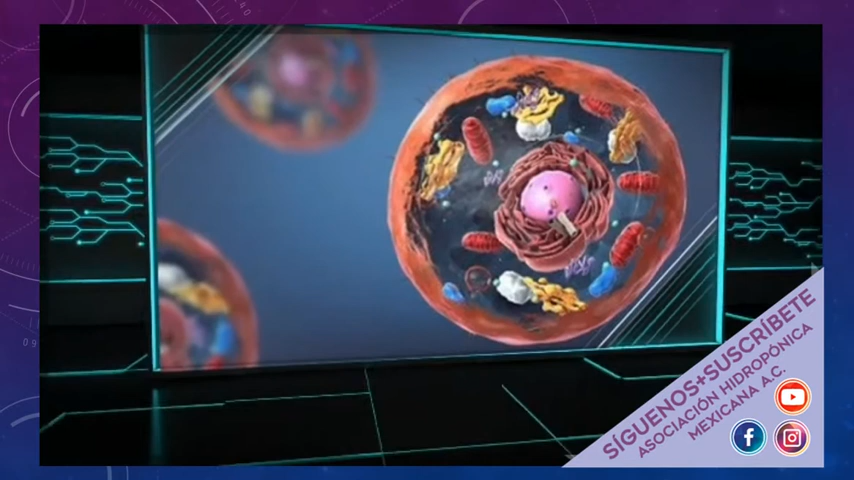 SÍGUENOS+SUSCRÍBETE
ASOCIACIÓN HIDROPÓNICA
MEXICANA A.C.